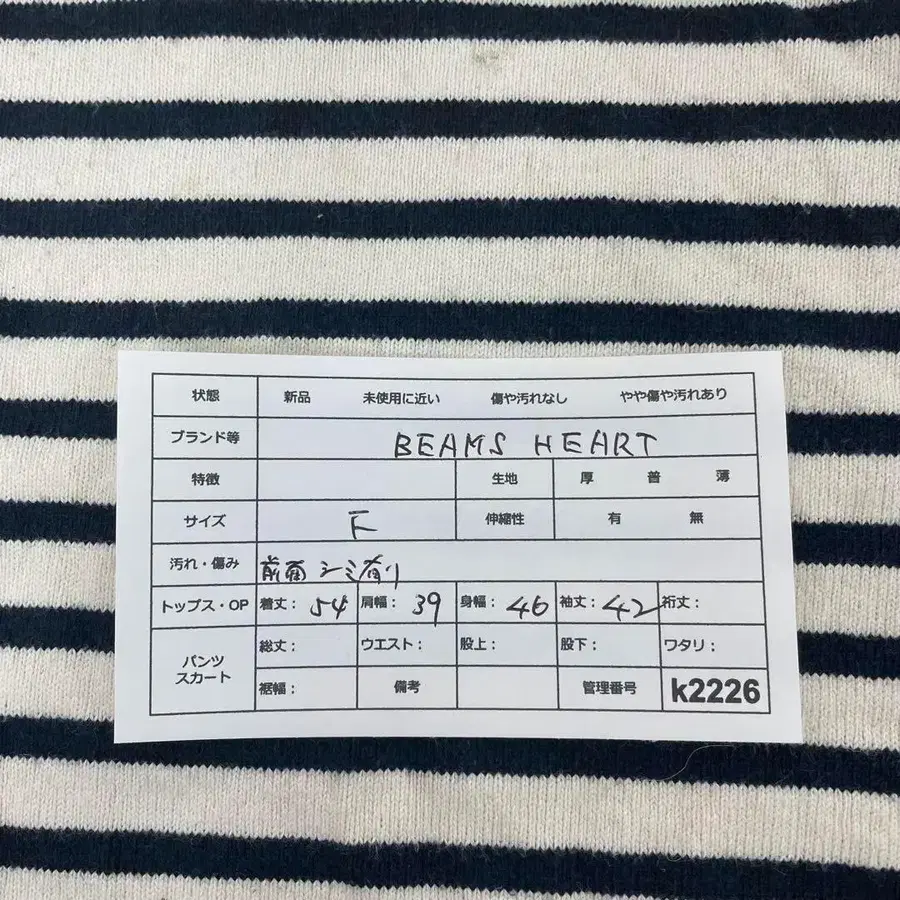 状態 新品 未使用に近い 傷や汚れなし やや傷や汚れあり
ブランド等 BEAMS HEART
特徴 生地 厚 普 薄
サイズ F 伸縮性 有 無
汚れ・傷み 前面シミ有り
トップス・OP 着丈: 54 肩幅: 39 身幅: 46 袖丈: 42 裄丈:
パンツ スカート 総丈: ウエスト: 股上: 股下: ワタリ:
裾幅: 備考 管理番号 k2226